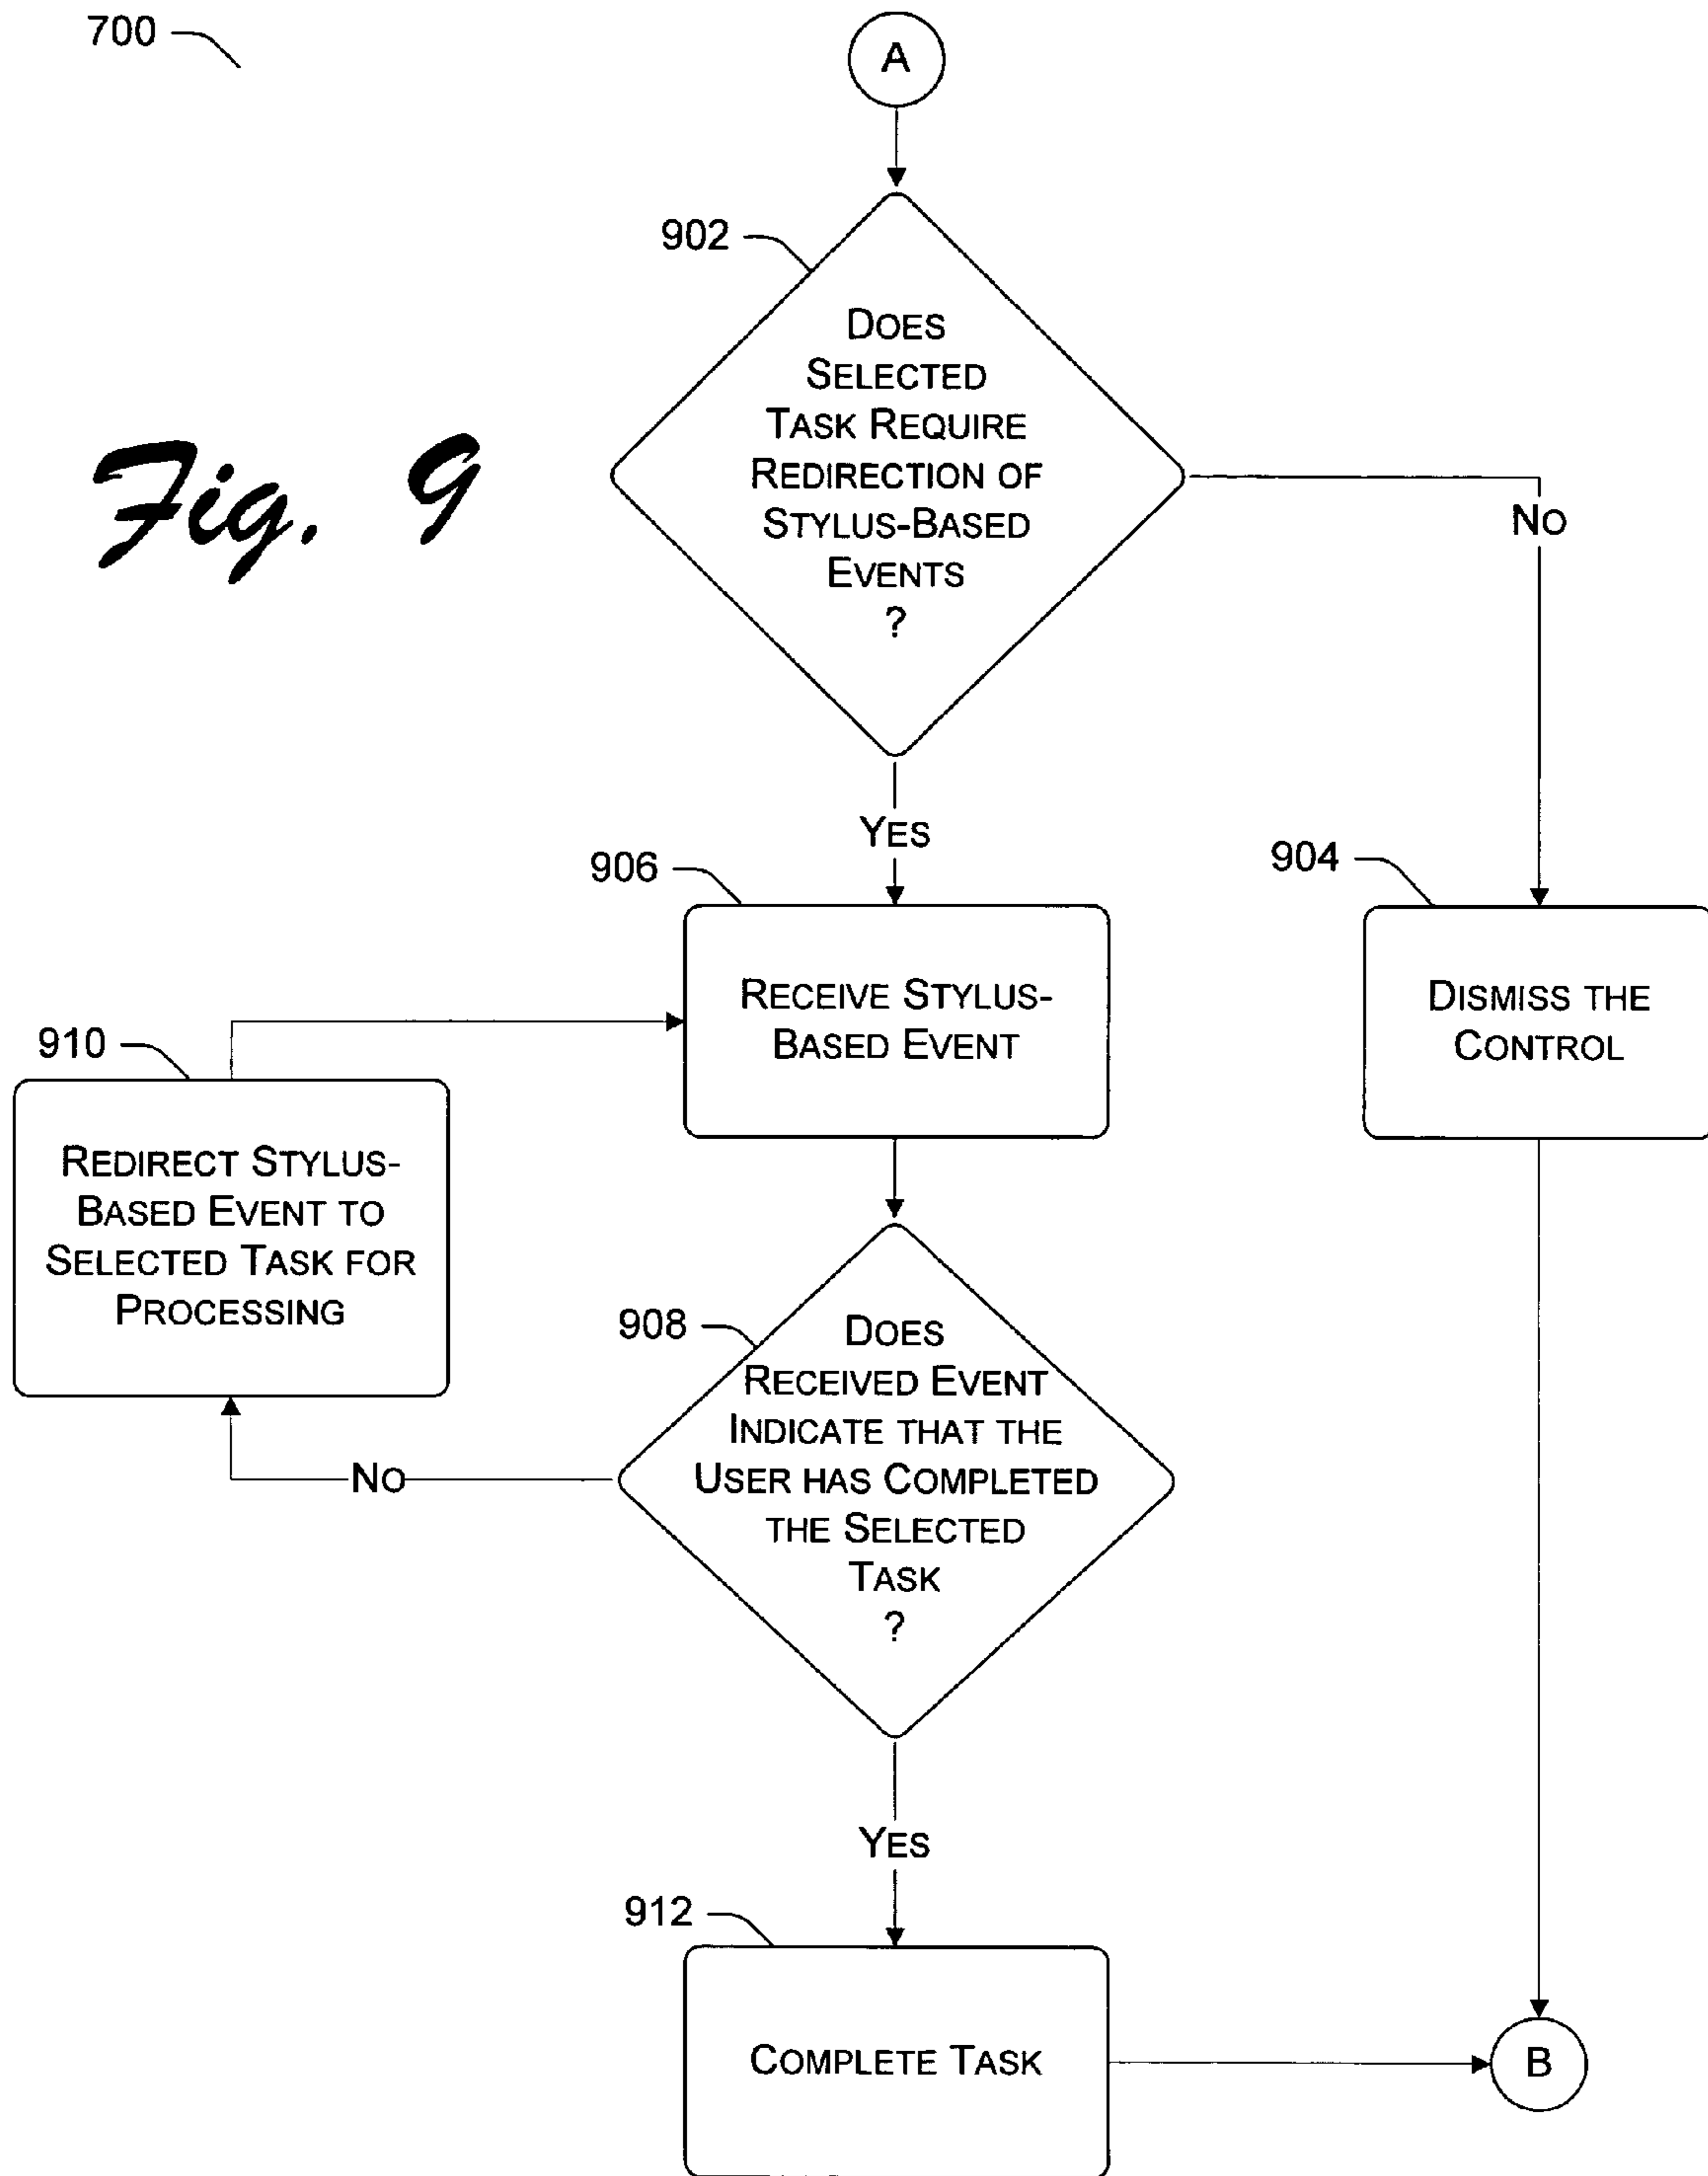 700
A
902
DOES
SELECTED
TASK REQUIRE
REDIRECTION OF
STYLUS-BASED
EVENTS
?
NO
Fig. 9
YES
906
904
RECEIVE STYLUS-
BASED EVENT
DISMISS THE
CONTROL
910
REDIRECT STYLUS-
BASED EVENT TO
SELECTED TASK FOR
PROCESSING
908
DOES
RECEIVED EVENT
INDICATE THAT THE
USER HAS COMPLETED
THE SELECTED
TASK
?
NO
YES
912
COMPLETE TASK
B